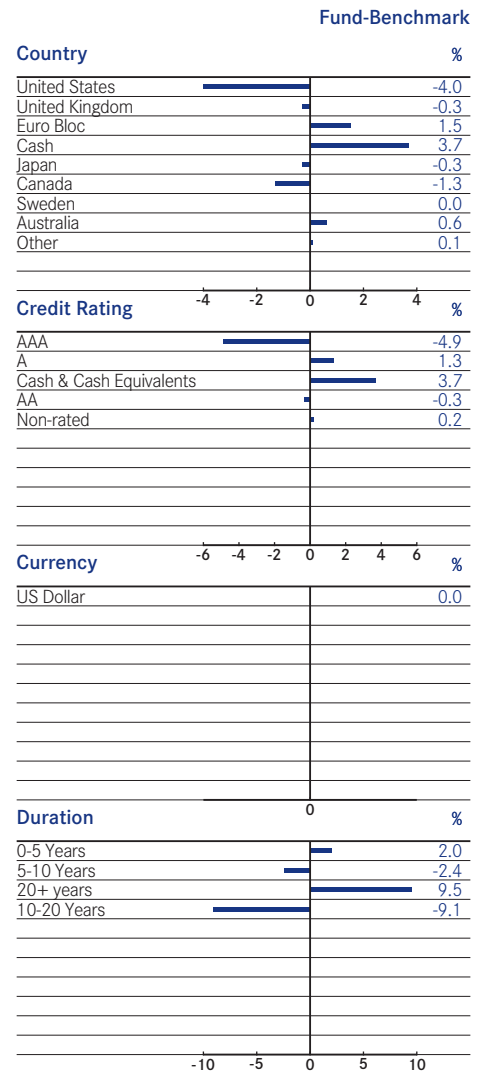 Fund-Benchmark
Country %
United States -4.0
United Kingdom -0.3
Euro Bloc 1.5
Cash 3.7
Japan -0.3
Canada -1.3
Sweden 0.0
Australia 0.6
Other 0.1
-4 -2 0 2 4
Credit Rating %
AAA -4.9
A 1.3
Cash & Cash Equivalents 3.7
AA -0.3
Non-rated 0.2
-6 -4 -2 0 2 4 6
Currency %
US Dollar 0.0
0
Duration %
0-5 Years 2.0
5-10 Years -2.4
20+ years 9.5
10-20 Years -9.1
-10 -5 0 5 10